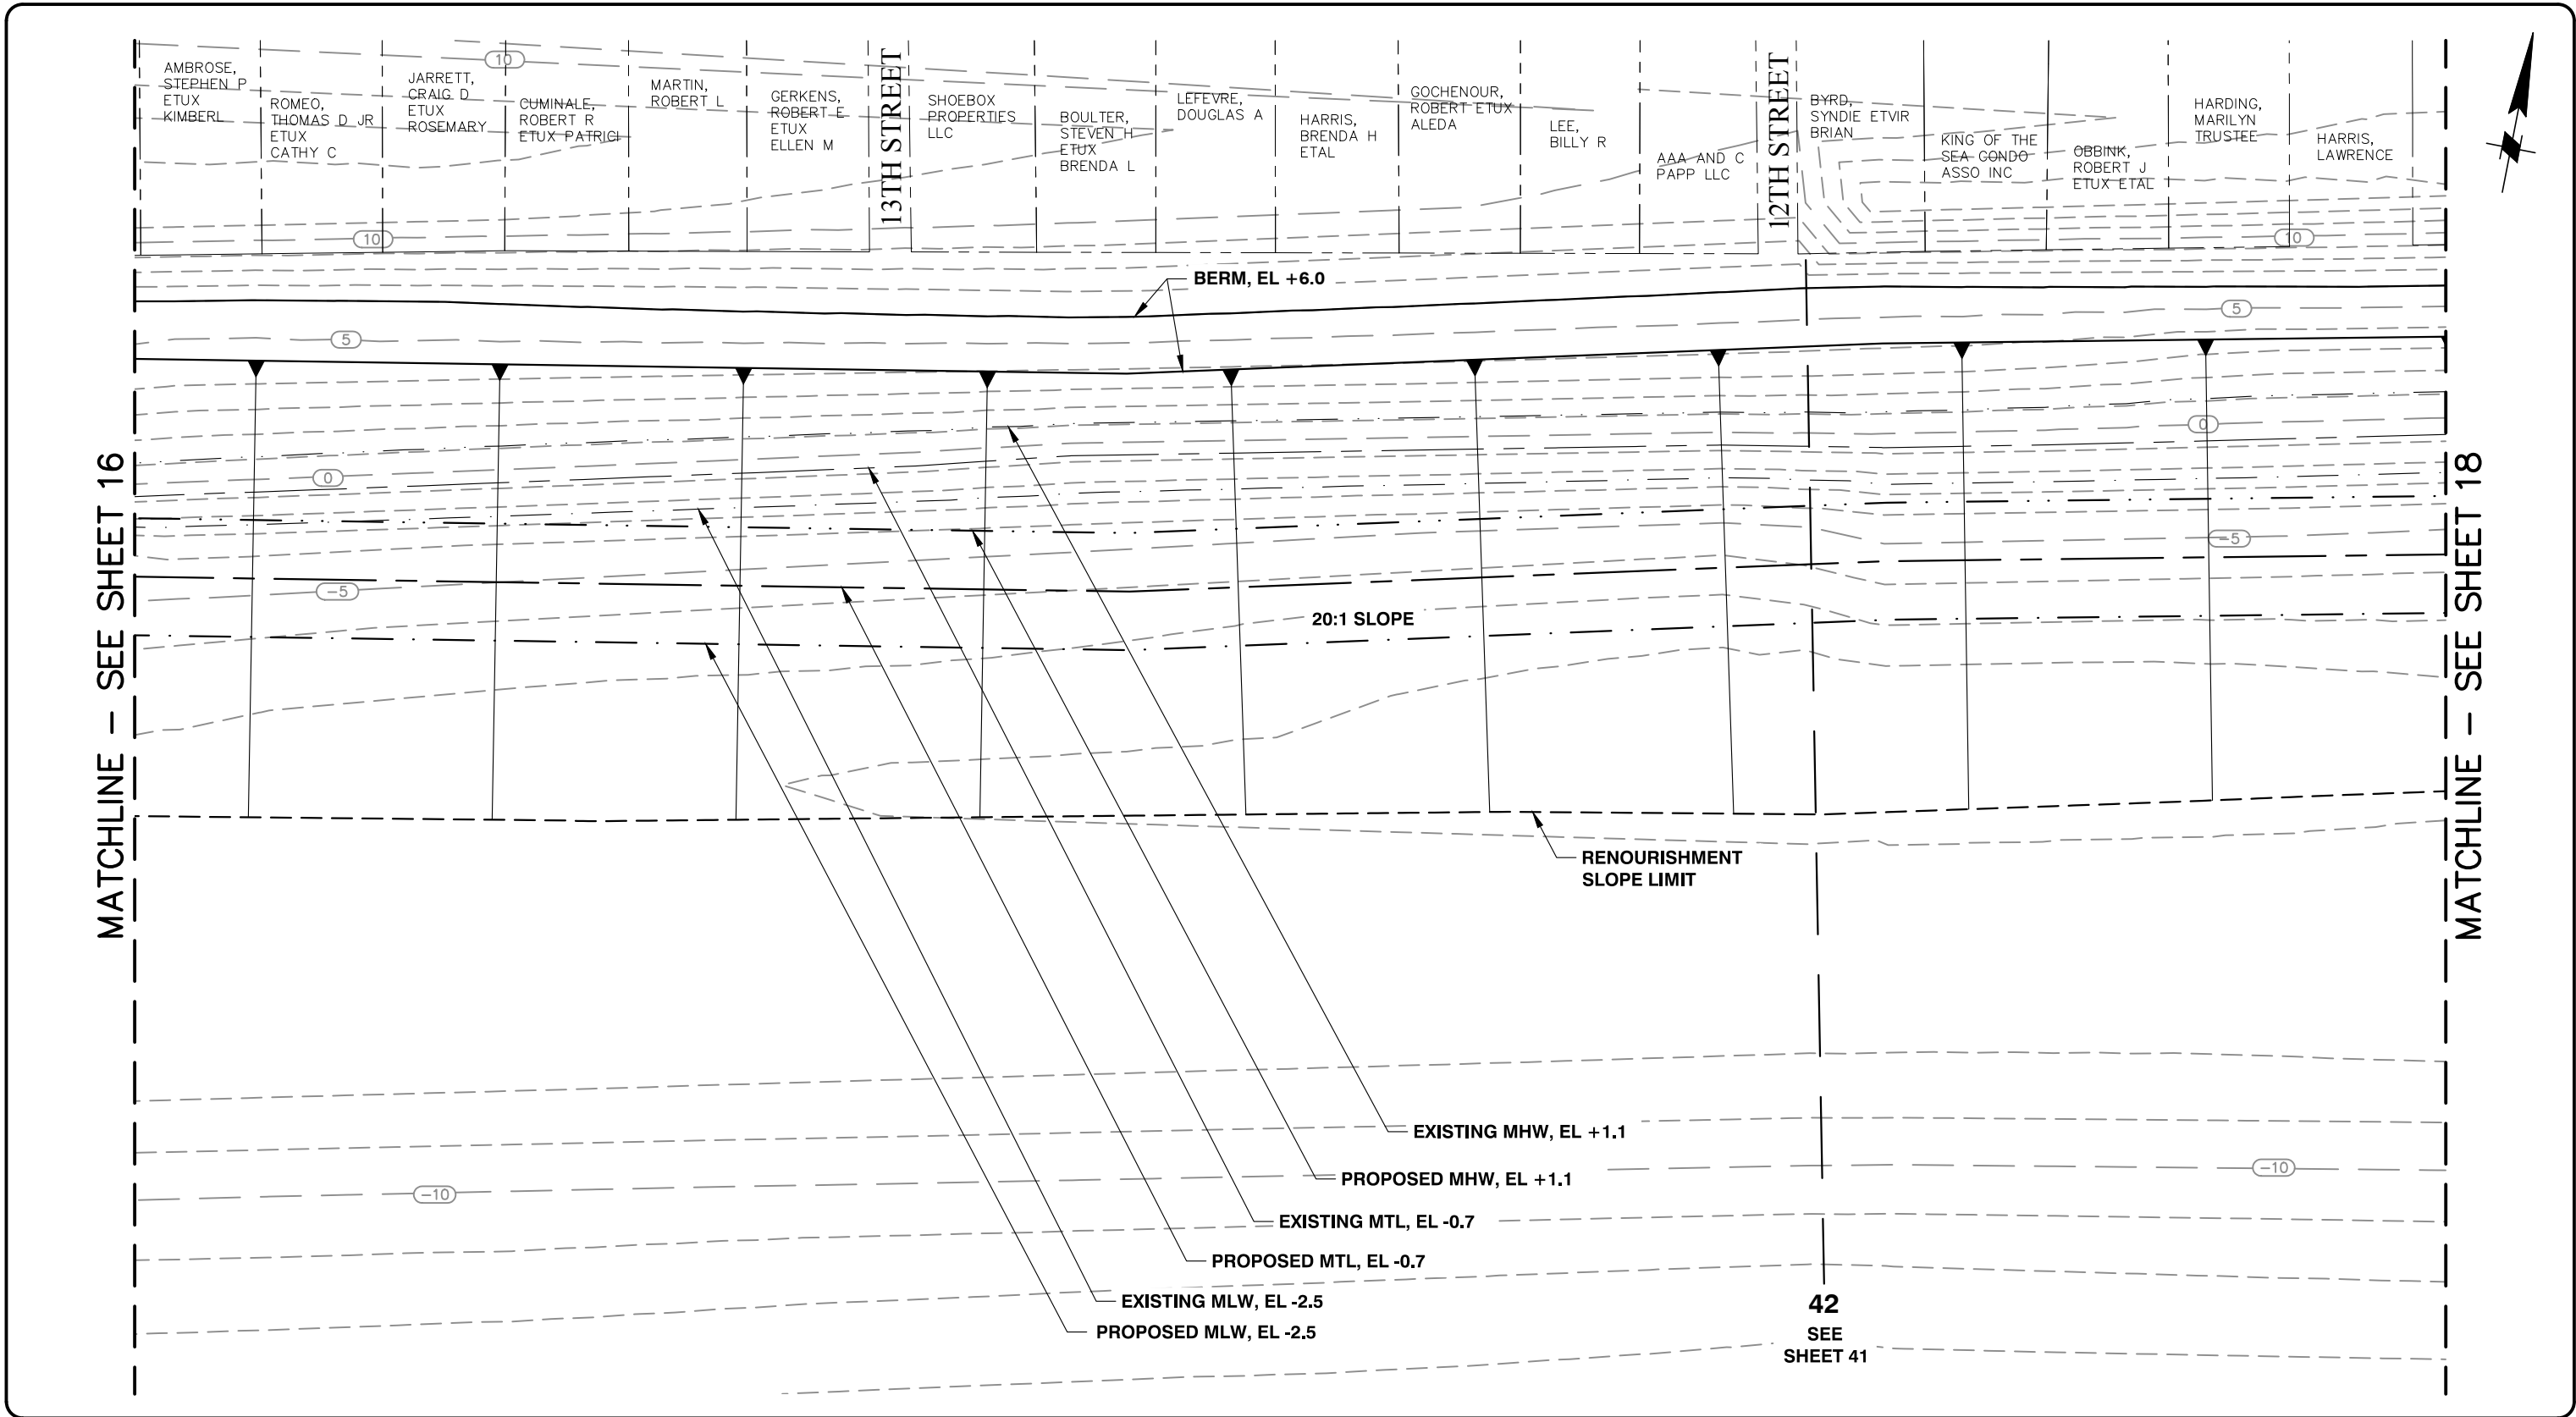 AMBROSE,
STEPHEN P
ETUX
KIMBERL
ROMEO,
THOMAS D JR
ETUX
CATHY C
JARRETT,
CRAIG D
ETUX
ROSEMARY
CUMINALE,
ROBERT R
ETUX PATRICI
MARTIN,
ROBERT L
GERKENS,
ROBERT E
ETUX
ELLEN M
13TH STREET
SHOEBOX
PROPERTIES
LLC
BOULTER,
STEVEN H
ETUX
BRENDA L
LEFEVRE,
DOUGLAS A
HARRIS,
BRENDA H
ETAL
GOCHENOUR,
ROBERT ETUX
ALEDA
LEE,
BILLY R
AAA AND C
PAPP LLC
12TH STREET
BYRD,
SYNDIE ETVIR
BRIAN
KING OF THE
SEA CONDO
ASSO INC
OBBINK,
ROBERT J
ETUX ETAL
HARDING,
MARILYN
TRUSTEE
HARRIS,
LAWRENCE
10
10
10
BERM, EL +6.0
5
5
0
0
-5
-5
20:1 SLOPE
MATCHLINE - SEE SHEET 16
MATCHLINE - SEE SHEET 18
RENOURISHMENT
SLOPE LIMIT
EXISTING MHW, EL +1.1
PROPOSED MHW, EL +1.1
-10
-10
EXISTING MTL, EL -0.7
PROPOSED MTL, EL -0.7
EXISTING MLW, EL -2.5
PROPOSED MLW, EL -2.5
42
SEE
SHEET 41